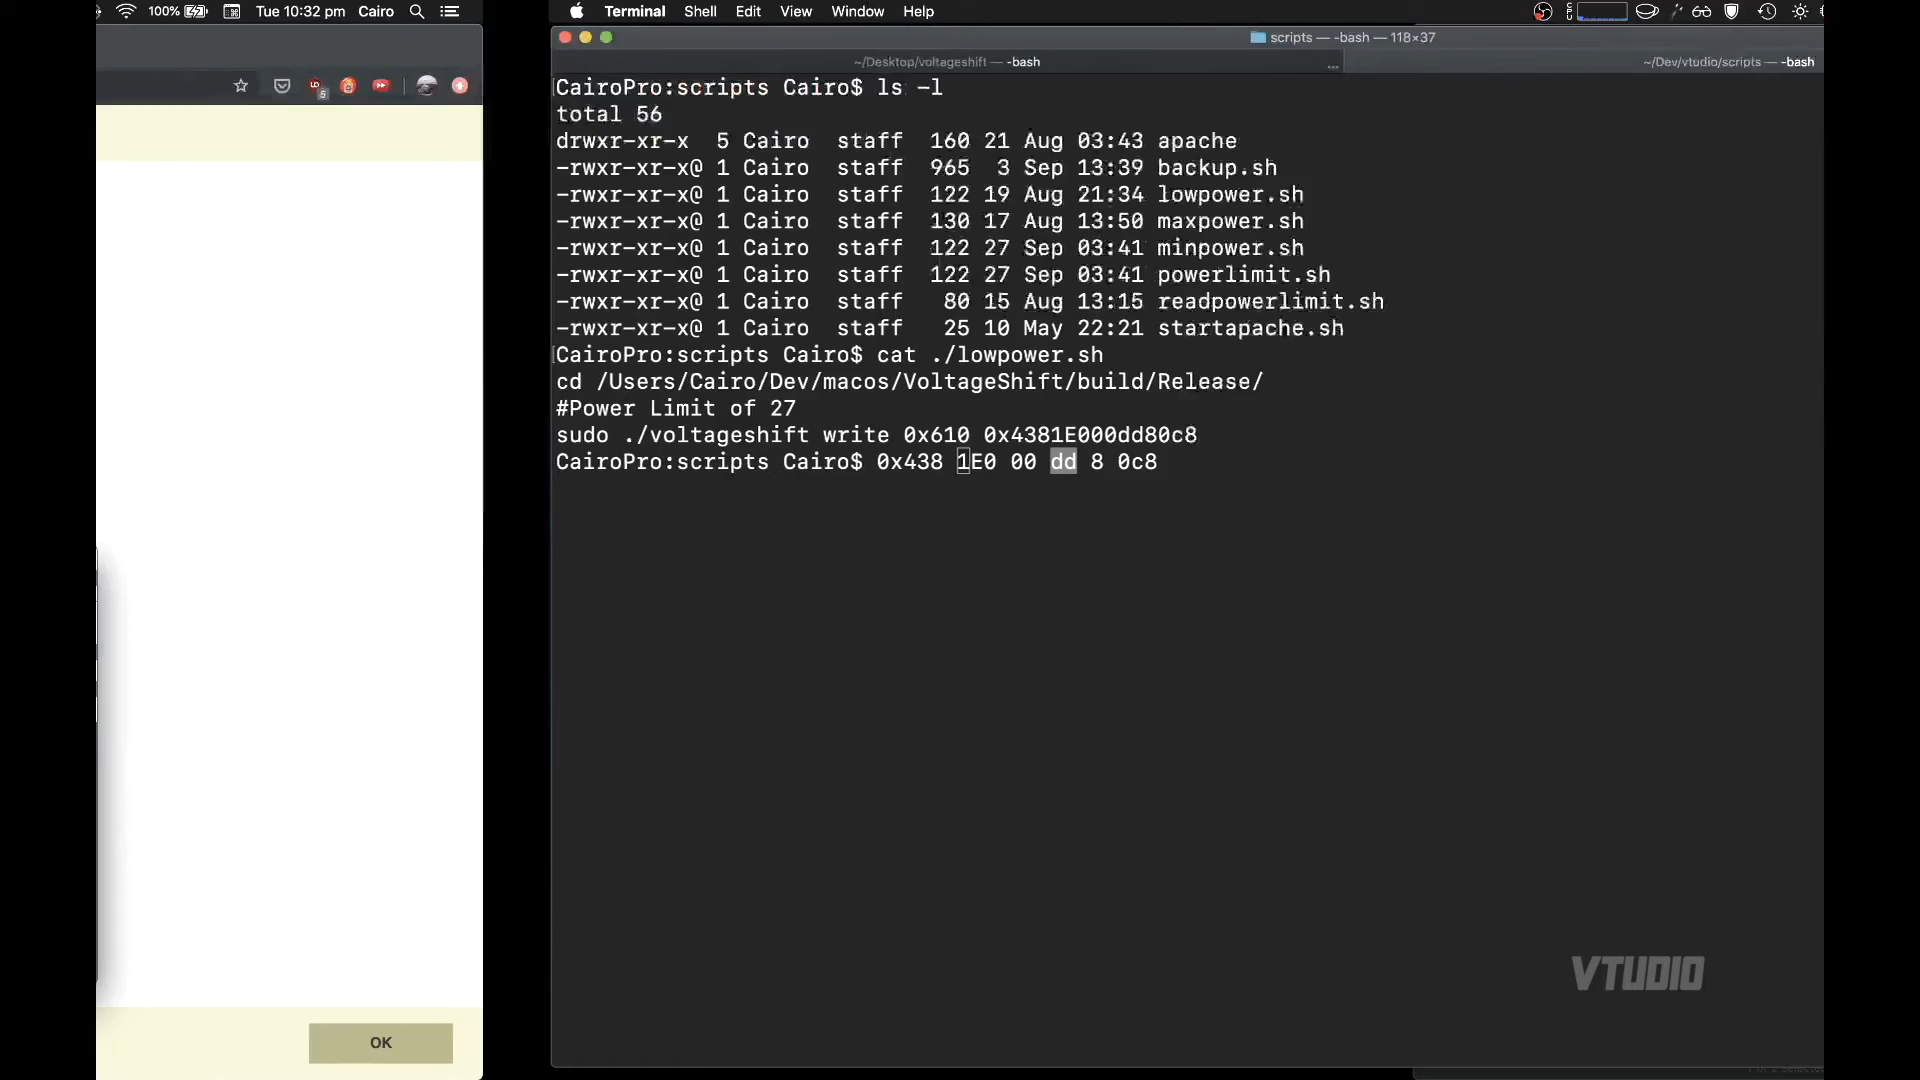 100% Tue 10:32 pm Cairo
Terminal Shell Edit View Window Help
scripts — -bash — 118×37
~/Desktop/voltageshift — -bash
... ~/Dev/vtudio/scripts — -bash
CairoPro:scripts Cairo$ ls -l
total 56
drwxr-xr-x  5 Cairo  staff  160 21 Aug 03:43 apache
-rwxr-xr-x@ 1 Cairo  staff  965  3 Sep 13:39 backup.sh
-rwxr-xr-x@ 1 Cairo  staff  122 19 Aug 21:34 lowpower.sh
-rwxr-xr-x@ 1 Cairo  staff  130 17 Aug 13:50 maxpower.sh
-rwxr-xr-x@ 1 Cairo  staff  122 27 Sep 03:41 minpower.sh
-rwxr-xr-x@ 1 Cairo  staff  122 27 Sep 03:41 powerlimit.sh
-rwxr-xr-x@ 1 Cairo  staff   80 15 Aug 13:15 readpowerlimit.sh
-rwxr-xr-x@ 1 Cairo  staff   25 10 May 22:21 startapache.sh
CairoPro:scripts Cairo$ cat ./lowpower.sh
cd /Users/Cairo/Dev/macos/VoltageShift/build/Release/
#Power Limit of 27
sudo ./voltageshift write 0x610 0x4381E000dd80c8
CairoPro:scripts Cairo$ 0x438 1E0 00 dd 8 0c8
VTUDIO
OK